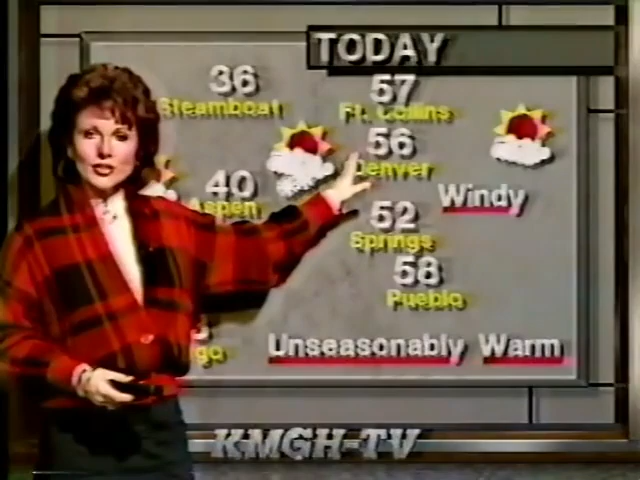 TODAY
36
Steamboat
57
Ft. Collins
56
Denver
40
Aspen
Windy
52
Springs
58
Pueblo
go
Unseasonably Warm
KMGH-TV